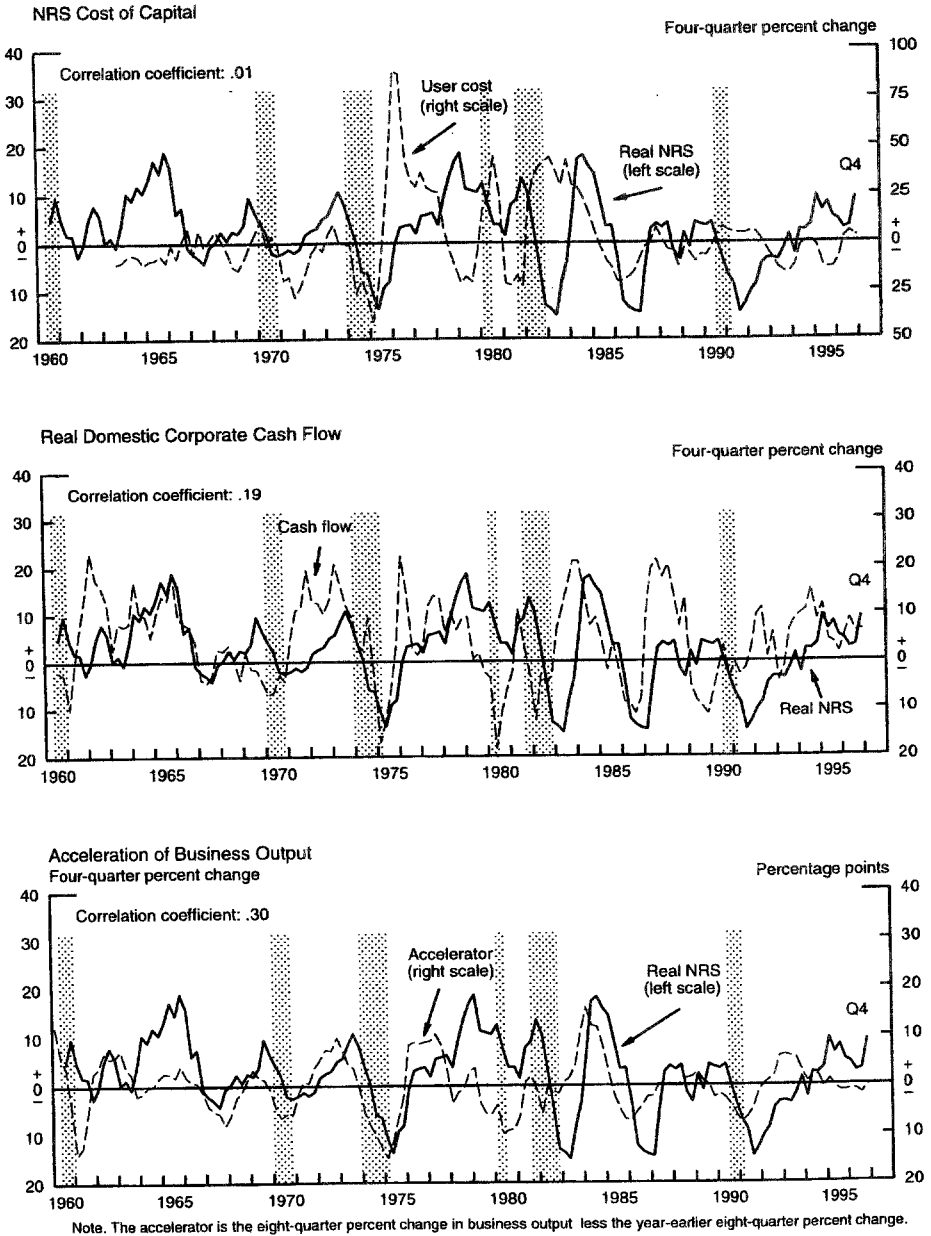 NRS Cost of Capital
Four-quarter percent change
Correlation coefficient: .01
User cost
(right scale)
Real NRS
(left scale)
Q4
40
30
20
10
+
0
−
10
20
100
75
50
25
+
0
−
25
50
1960 1965 1970 1975 1980 1985 1990 1995
Real Domestic Corporate Cash Flow
Four-quarter percent change
Correlation coefficient: .19
Cash flow
Q4
Real NRS
40
30
20
10
+
0
−
10
20
40
30
20
10
+
0
−
10
20
1960 1965 1970 1975 1980 1985 1990 1995
Acceleration of Business Output
Four-quarter percent change
Percentage points
Correlation coefficient: .30
Accelerator
(right scale)
Real NRS
(left scale)
Q4
40
30
20
10
+
0
−
10
20
40
30
20
10
+
0
−
10
20
1960 1965 1970 1975 1980 1985 1990 1995
Note. The accelerator is the eight-quarter percent change in business output less the year-earlier eight-quarter percent change.